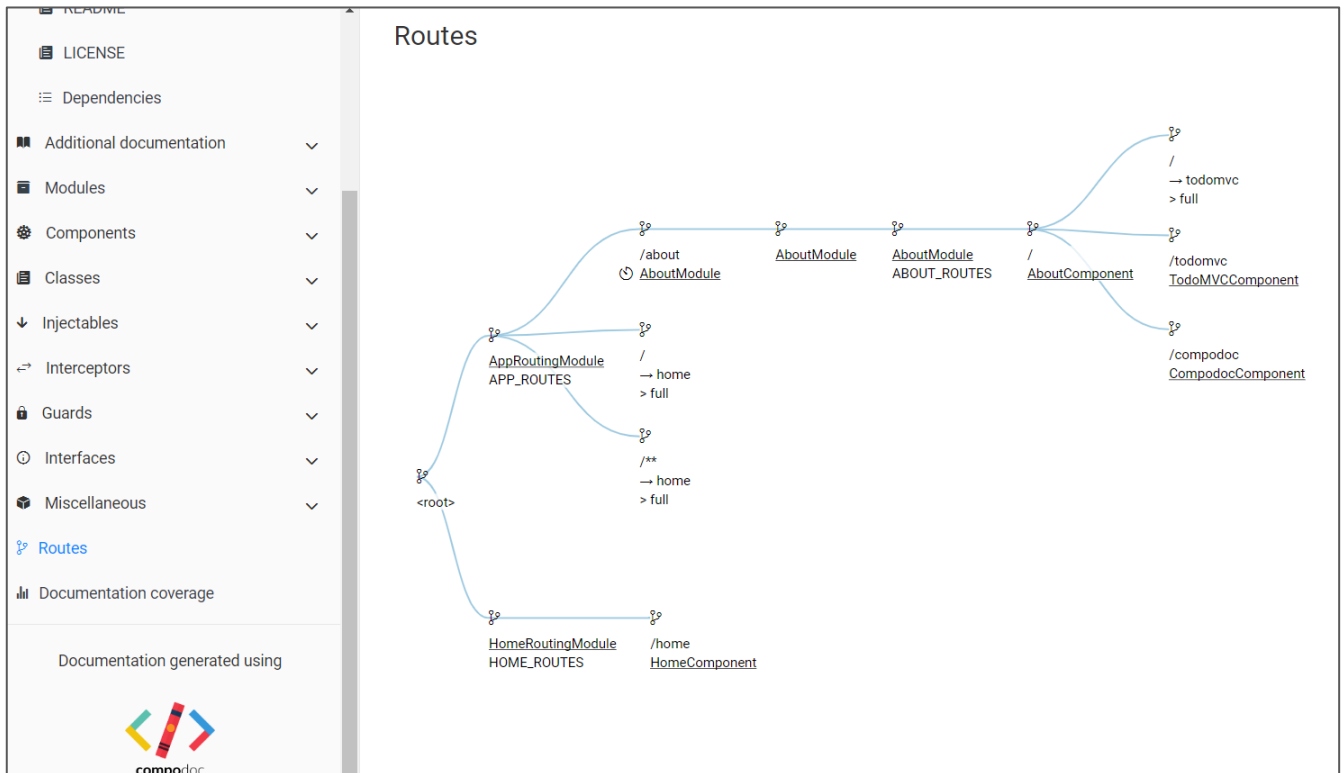 README
LICENSE
Dependencies
Additional documentation
Modules
Components
Classes
Injectables
Interceptors
Guards
Interfaces
Miscellaneous
Routes
Documentation coverage
Documentation generated using
compodoc
Routes
<root>
AppRoutingModule
APP_ROUTES
/about
AboutModule
AboutModule
AboutModule
ABOUT_ROUTES
/
AboutComponent
/
→ todomvc
> full
/todomvc
TodoMVCComponent
/compodoc
CompodocComponent
/
→ home
> full
/**
→ home
> full
HomeRoutingModule
HOME_ROUTES
/home
HomeComponent